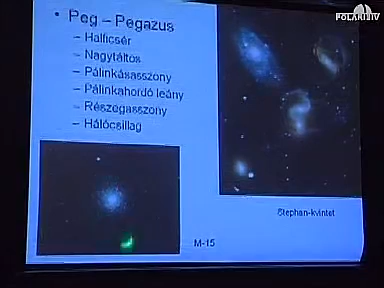 • Peg – Pegazus
– Halficsér
– Nagytáltos
– Pálinkásasszony
– Pálinkahordó leány
– Részegasszony
– Hálócsillag
Stephan-kvintet
M-15
POLARIS TV